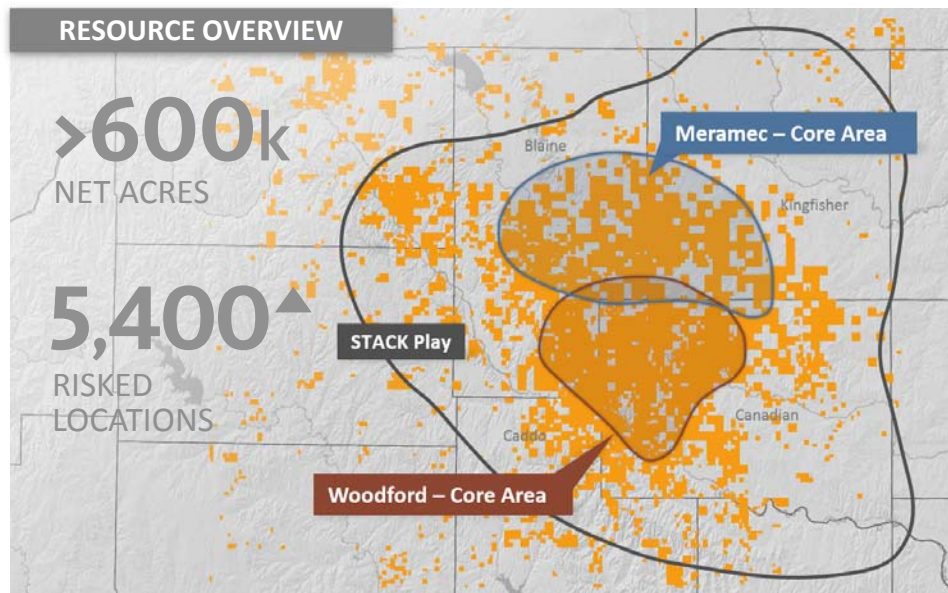 RESOURCE OVERVIEW
>600k
NET ACRES
5,400▲
RISKED
LOCATIONS
Blaine
Meramec – Core Area
Kingfisher
STACK Play
Canadian
Caddo
Woodford – Core Area